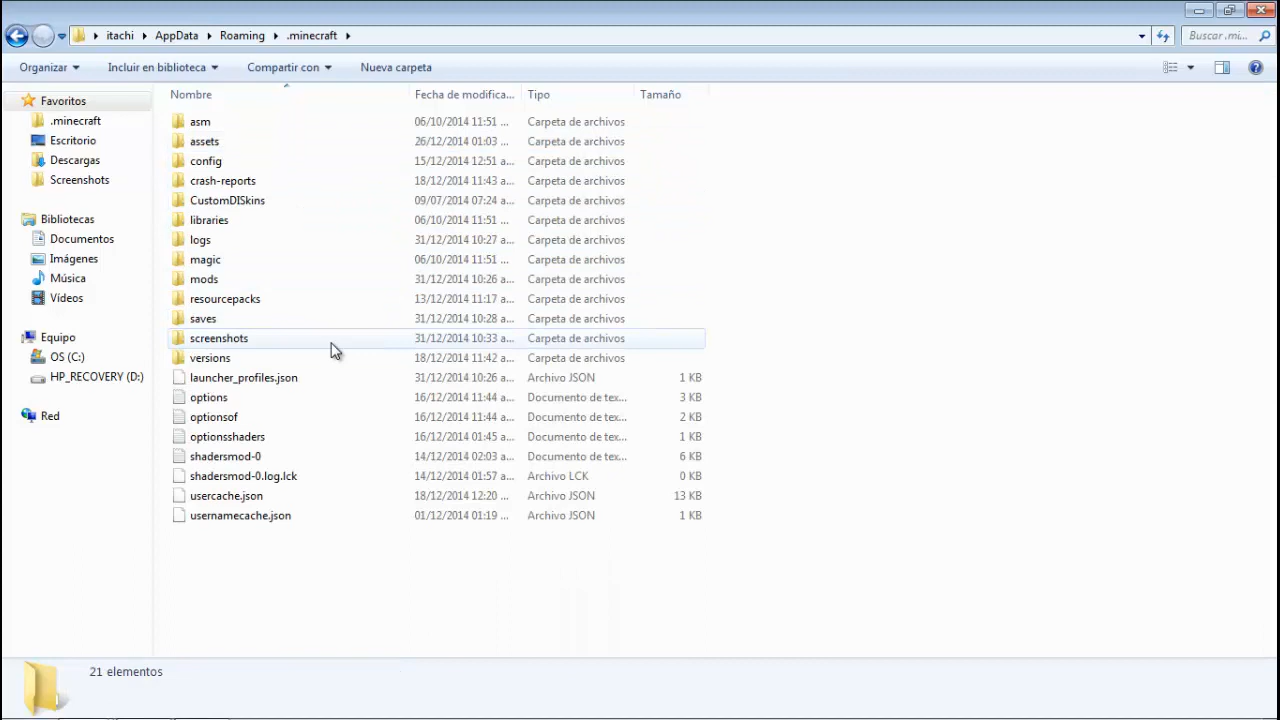 itachi AppData Roaming .minecraft Buscar .mi...
Organizar Incluir en biblioteca Compartir con Nueva carpeta
Favoritos
.minecraft
Escritorio
Descargas
Screenshots
Bibliotecas
Documentos
Imágenes
Música
Vídeos
Equipo
OS (C:)
HP_RECOVERY (D:)
Red
Nombre Fecha de modifica... Tipo Tamaño
asm 06/10/2014 11:51 ... Carpeta de archivos
assets 26/12/2014 01:03 ... Carpeta de archivos
config 15/12/2014 12:51 a... Carpeta de archivos
crash-reports 18/12/2014 11:43 a... Carpeta de archivos
CustomDISkins 09/07/2014 07:24 a... Carpeta de archivos
libraries 06/10/2014 11:51 ... Carpeta de archivos
logs 31/12/2014 10:27 a... Carpeta de archivos
magic 06/10/2014 11:51 ... Carpeta de archivos
mods 31/12/2014 10:26 a... Carpeta de archivos
resourcepacks 13/12/2014 11:17 a... Carpeta de archivos
saves 31/12/2014 10:28 a... Carpeta de archivos
screenshots 31/12/2014 10:33 a... Carpeta de archivos
versions 18/12/2014 11:42 a... Carpeta de archivos
launcher_profiles.json 31/12/2014 10:26 a... Archivo JSON 1 KB
options 16/12/2014 11:44 a... Documento de tex... 3 KB
optionsof 16/12/2014 11:44 a... Documento de tex... 2 KB
optionsshaders 16/12/2014 01:45 a... Documento de tex... 1 KB
shadersmod-0 14/12/2014 02:03 a... Documento de tex... 6 KB
shadersmod-0.log.lck 14/12/2014 01:57 a... Archivo LCK 0 KB
usercache.json 18/12/2014 12:20 ... Archivo JSON 13 KB
usernamecache.json 01/12/2014 01:19 ... Archivo JSON 1 KB
21 elementos